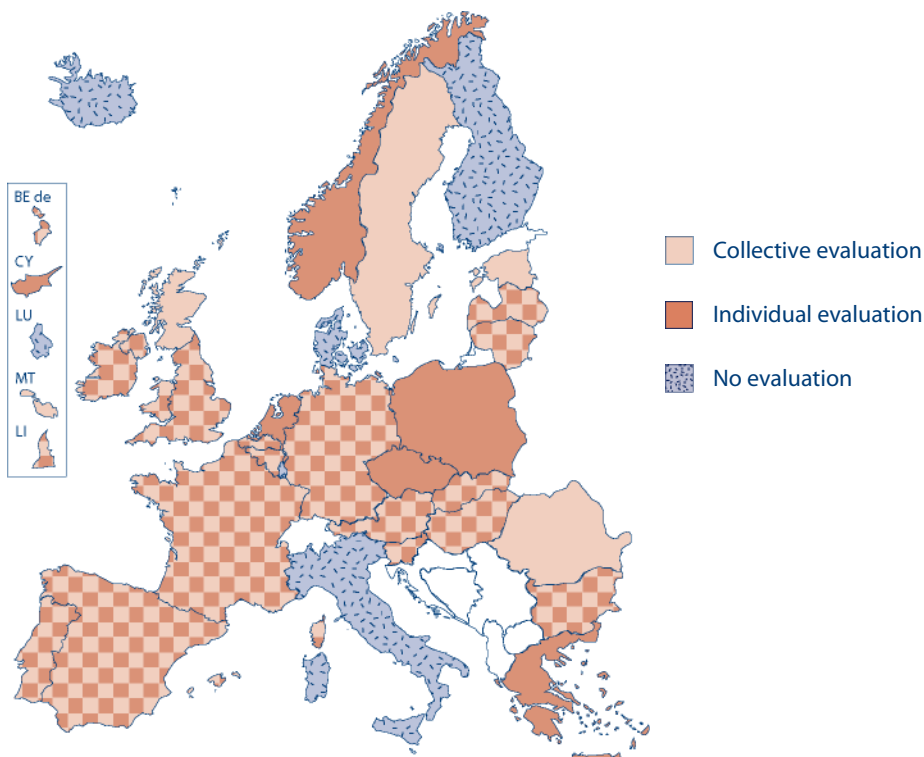 BE de
CY
LU
MT
LI
Collective evaluation
Individual evaluation
No evaluation